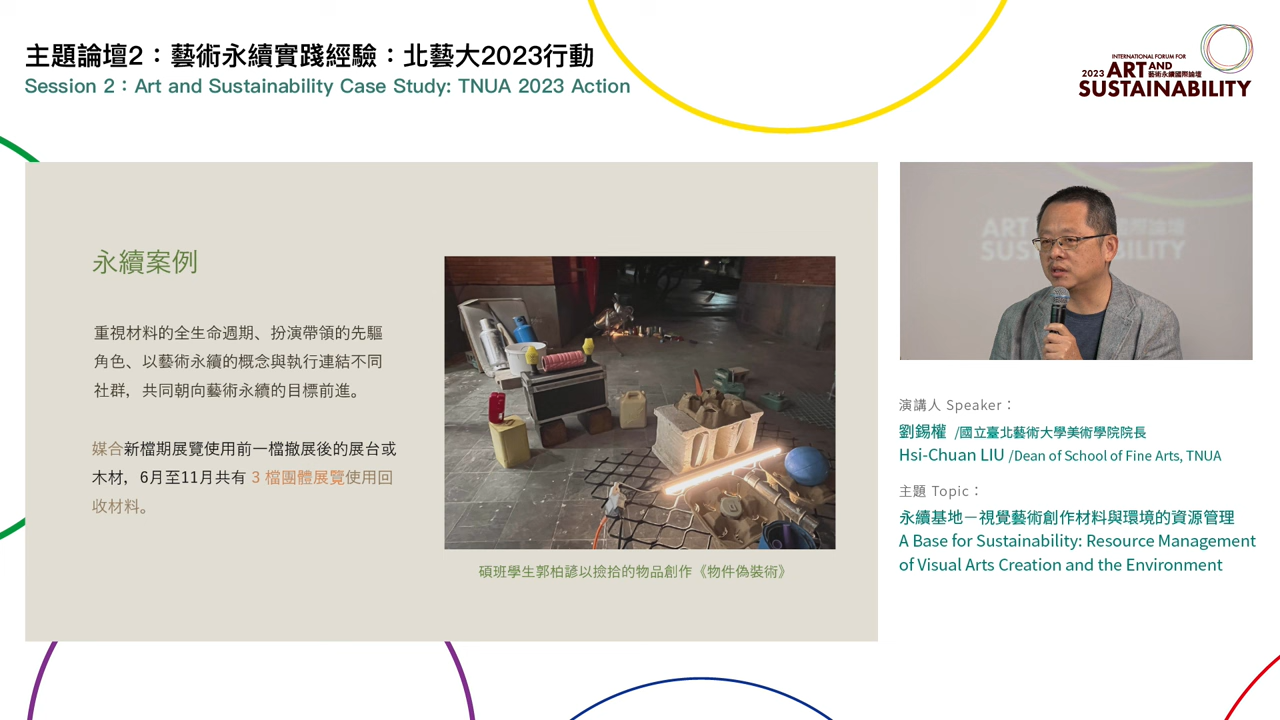 主題論壇2：藝術永續實踐經驗：北藝大2023行動
Session 2：Art and Sustainability Case Study: TNUA 2023 Action
INTERNATIONAL FORUM FOR
2023 ART AND 藝術永續國際論壇
SUSTAINABILITY
永續案例
重視材料的全生命週期、扮演帶領的先驅
角色、以藝術永續的概念與執行連結不同
社群，共同朝向藝術永續的目標前進。
媒合新檔期展覽使用前一檔撤展後的展台或
木材，6月至11月共有 3 檔團體展覽使用回
收材料。
碩班學生郭柏諺以撿拾的物品創作《物件偽裝術》
演講人 Speaker：
劉錫權 /國立臺北藝術大學美術學院院長
Hsi-Chuan LIU /Dean of School of Fine Arts, TNUA
主題 Topic：
永續基地－視覺藝術創作材料與環境的資源管理
A Base for Sustainability: Resource Management
of Visual Arts Creation and the Environment